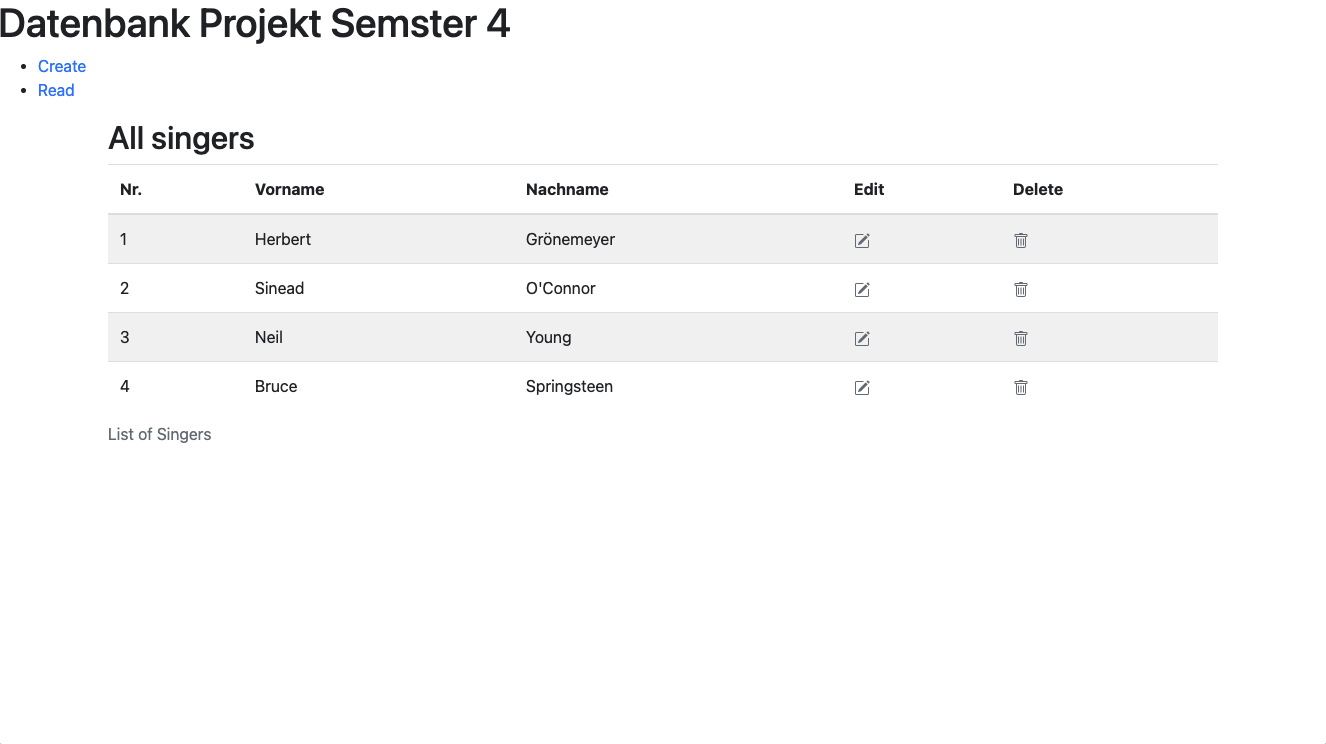 Datenbank Projekt Semster 4
Create
Read
All singers
Nr. Vorname Nachname Edit Delete
1 Herbert Grönemeyer
2 Sinead O'Connor
3 Neil Young
4 Bruce Springsteen
List of Singers